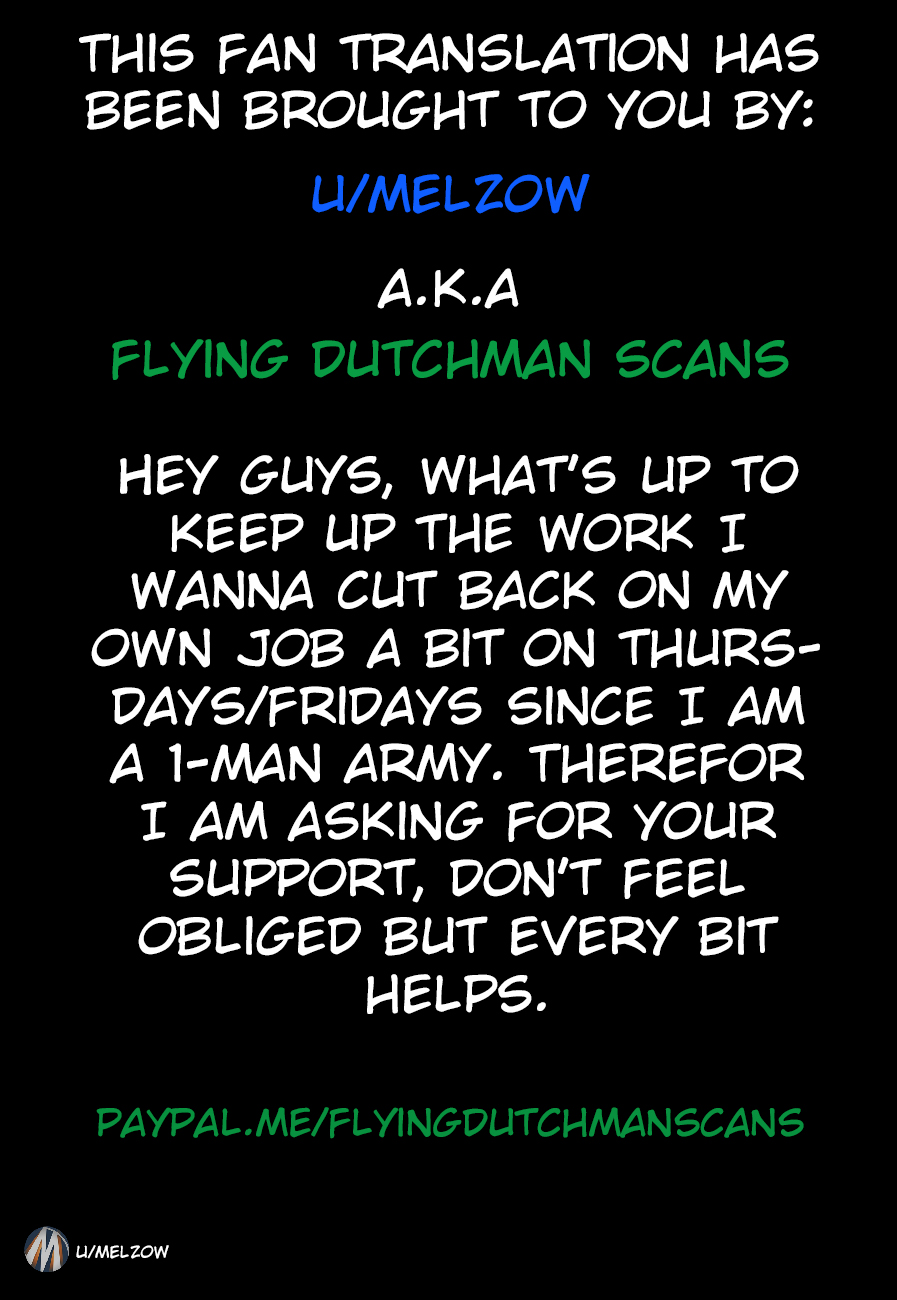 THIS FAN TRANSLATION HAS
BEEN BROUGHT TO YOU BY:
U/MELZOW
A.K.A
FLYING DUTCHMAN SCANS
HEY GUYS, WHAT'S UP TO
KEEP UP THE WORK I
WANNA CUT BACK ON MY
OWN JOB A BIT ON THURS-
DAYS/FRIDAYS SINCE I AM
A 1-MAN ARMY. THEREFOR
I AM ASKING FOR YOUR
SUPPORT, DON'T FEEL
OBLIGED BUT EVERY BIT
HELPS.
PAYPAL.ME/FLYINGDUTCHMANSCANS
M U/MELZOW